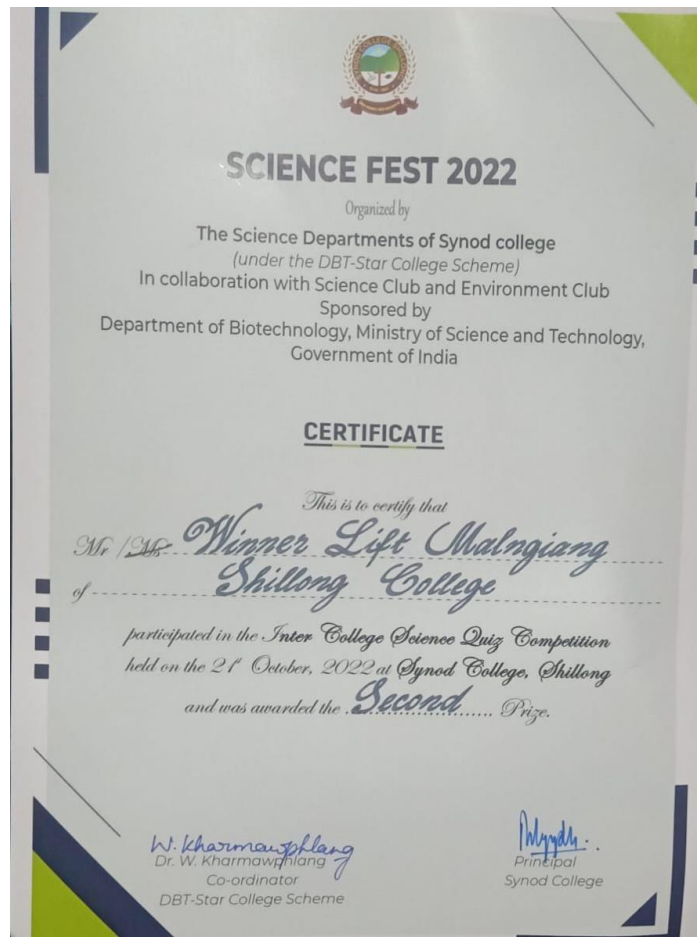 SCIENCE FEST 2022
Organized by
The Science Departments of Synod college
(under the DBT-Star College Scheme)
In collaboration with Science Club and Environment Club
Sponsored by
Department of Biotechnology, Ministry of Science and Technology,
Government of India
CERTIFICATE
This is to certify that
Mr /Ms Winner Lift Malngiang
of Shillong College
participated in the Inter College Science Quiz Competition
held on the 21st October, 2022 at Synod College, Shillong
and was awarded the Second Prize.
W. Kharmawphlang
Dr. W. Kharmawphlang
Co-ordinator
DBT-Star College Scheme
Principal
Synod College